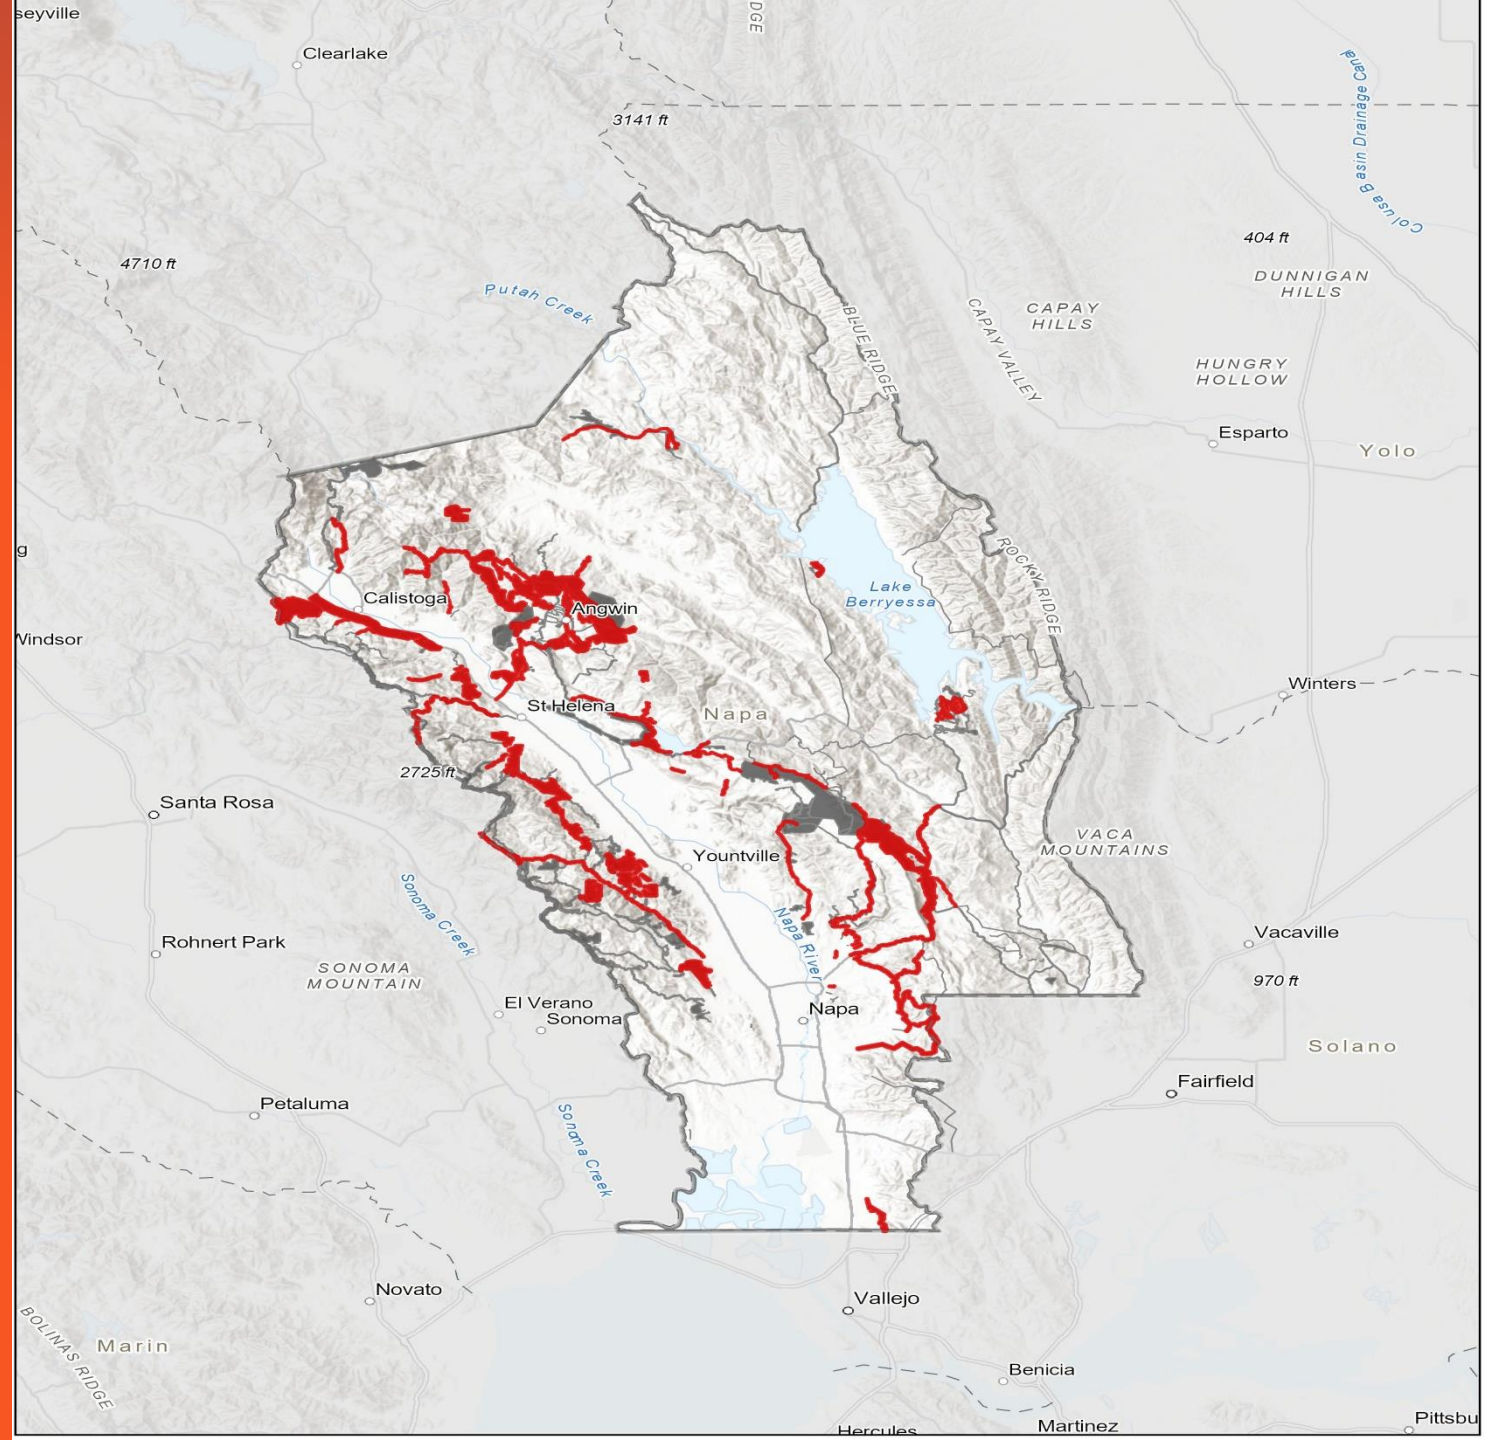 seyville
DGE
Clearlake
Colusa Basin Drainage Canal
3141 ft
404 ft
4710 ft
DUNNIGAN
HILLS
Putah Creek
CAPAY
HILLS
BLUE RIDGE
CAPAY VALLEY
HUNGRY
HOLLOW
Esparto
Yolo
g
ROCKY RIDGE
Lake
Berryessa
Calistoga
Angwin
Windsor
Winters
St Helena
Napa
2725 ft
Santa Rosa
VACA
MOUNTAINS
Yountville
Sonoma Creek
Napa River
Vacaville
Rohnert Park
SONOMA
MOUNTAIN
970 ft
El Verano
Sonoma
Napa
Solano
Fairfield
Petaluma
Sonoma Creek
Novato
Vallejo
BOLINAS RIDGE
Marin
Benicia
Martinez
Pittsbu
Hercules